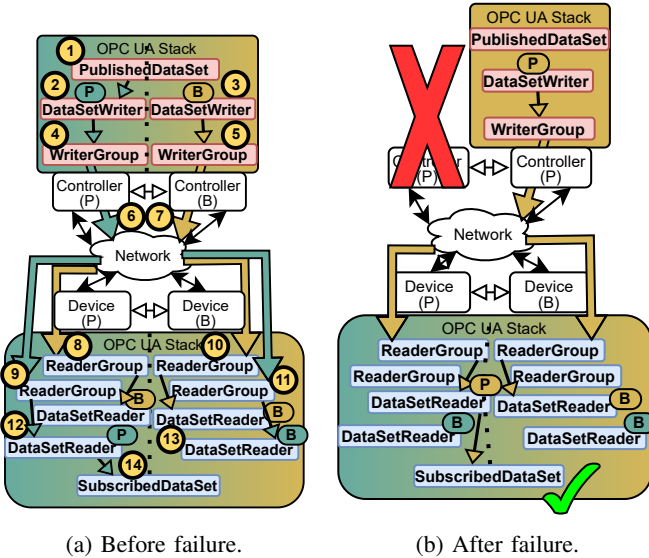 OPC UA Stack
1
PublishedDataSet
2
P
B
3
DataSetWriter
DataSetWriter
4
5
WriterGroup
WriterGroup
Controller
(P)
Controller
(B)
6
7
Network
Device
(P)
Device
(B)
8
OPC UA Stack
10
ReaderGroup
ReaderGroup
9
ReaderGroup
ReaderGroup
11
B
DataSetReader
DataSetReader
B
12
P
13
B
DataSetReader
DataSetReader
14
SubscribedDataSet
(a) Before failure.
OPC UA Stack
PublishedDataSet
P
DataSetWriter
WriterGroup
(P)
Controller
(P)
Network
Device
(P)
Device
(B)
OPC UA Stack
ReaderGroup
ReaderGroup
ReaderGroup
P
ReaderGroup
DataSetReader
DataSetReader
B
B
B
DataSetReader
DataSetReader
SubscribedDataSet
(b) After failure.